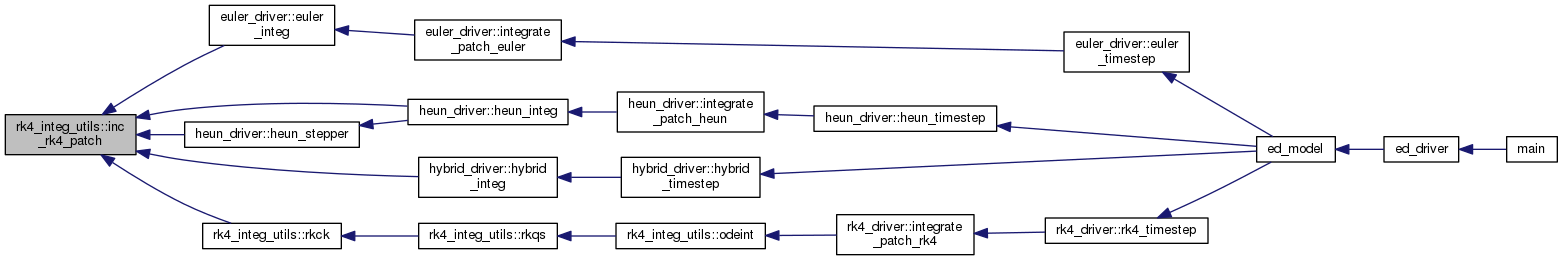 rk4_integ_utils::inc
_rk4_patch
euler_driver::euler
_integ
euler_driver::integrate
_patch_euler
euler_driver::euler
_timestep
heun_driver::heun_integ
heun_driver::heun_stepper
heun_driver::integrate
_patch_heun
heun_driver::heun_timestep
hybrid_driver::hybrid
_integ
hybrid_driver::hybrid
_timestep
rk4_integ_utils::rkck
rk4_integ_utils::rkqs
rk4_integ_utils::odeint
rk4_driver::integrate
_patch_rk4
rk4_driver::rk4_timestep
ed_model
ed_driver
main